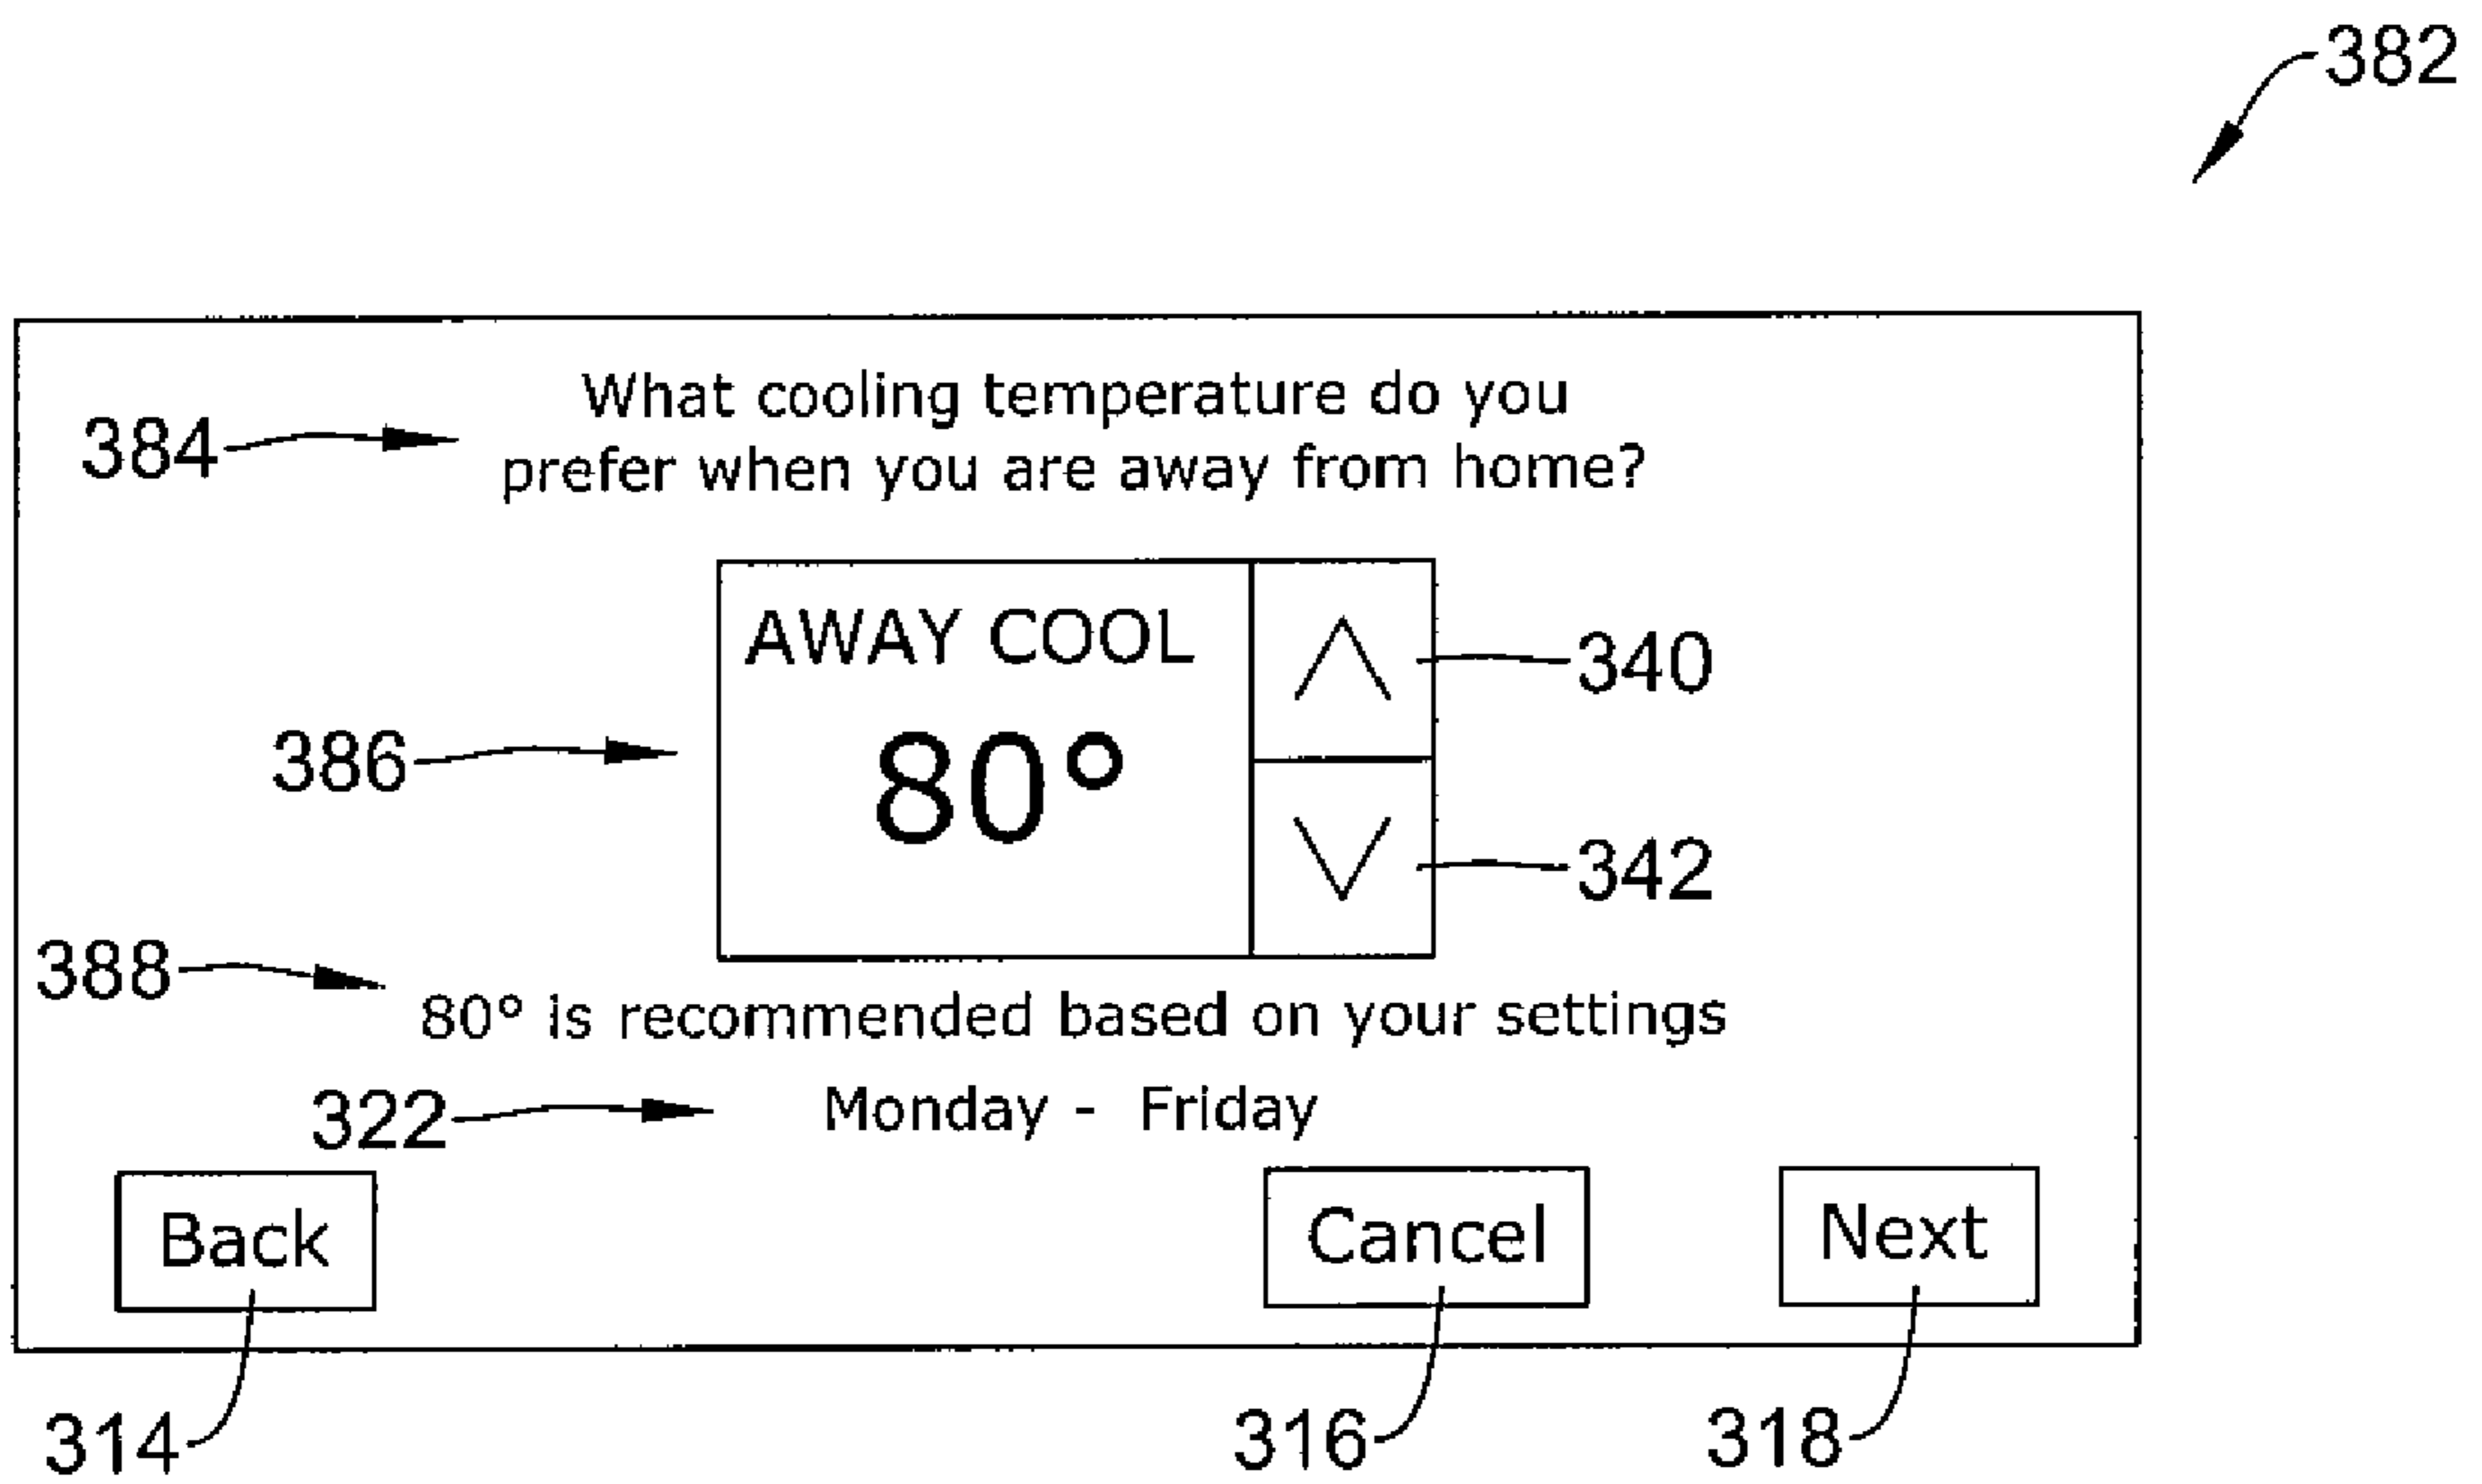 382
What cooling temperature do you
384
prefer when you are away from home?
AWAY COOL
340
386
80°
342
388
80° is recommended based on your settings
322
Monday - Friday
Back
Cancel
Next
314
316
318